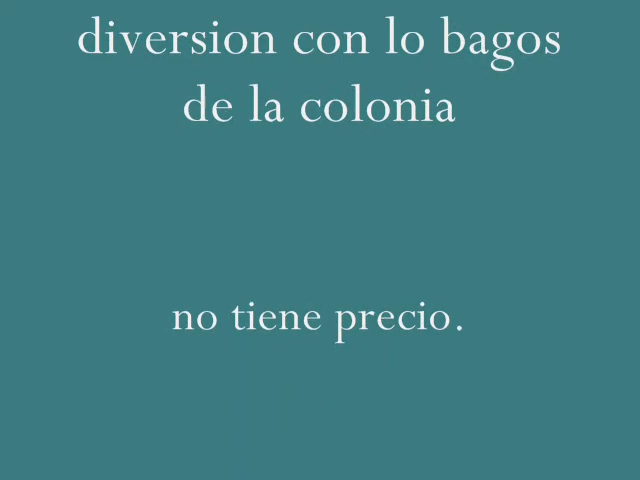 diversion con lo bagos
de la colonia
no tiene precio.